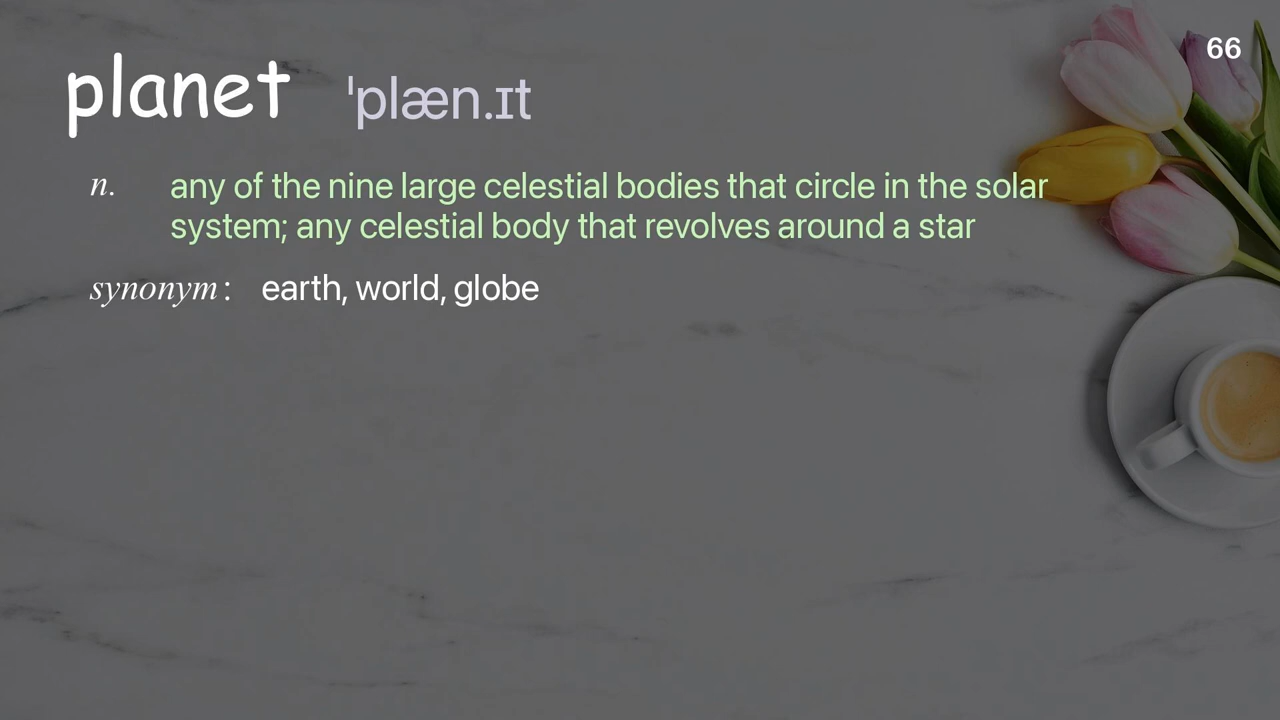 66
planet ˈplæn.ɪt
n. any of the nine large celestial bodies that circle in the solar
system; any celestial body that revolves around a star
synonym: earth, world, globe